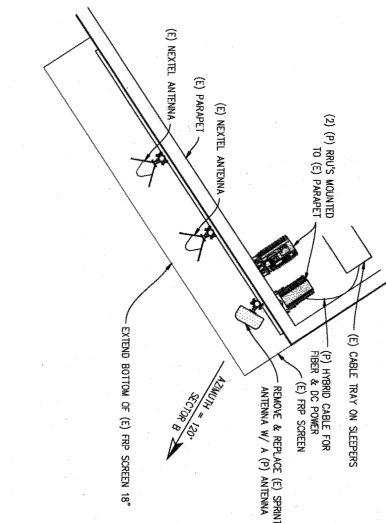 (E) NEXTEL ANTENNA
(E) PARAPET
(E) NEXTEL ANTENNA
(2) (P) RRU'S MOUNTED
TO (E) PARAPET
(E) CABLE TRAY ON SLEEPERS
(P) HYBRID CABLE FOR
FIBER & DC POWER
(E) FRP SCREEN
REMOVE & REPLACE (E) SPRINT
ANTENNA W/ A (P) ANTENNA
AZIMUTH = 120°
SECTOR B
EXTEND BOTTOM OF (E) FRP SCREEN 18"